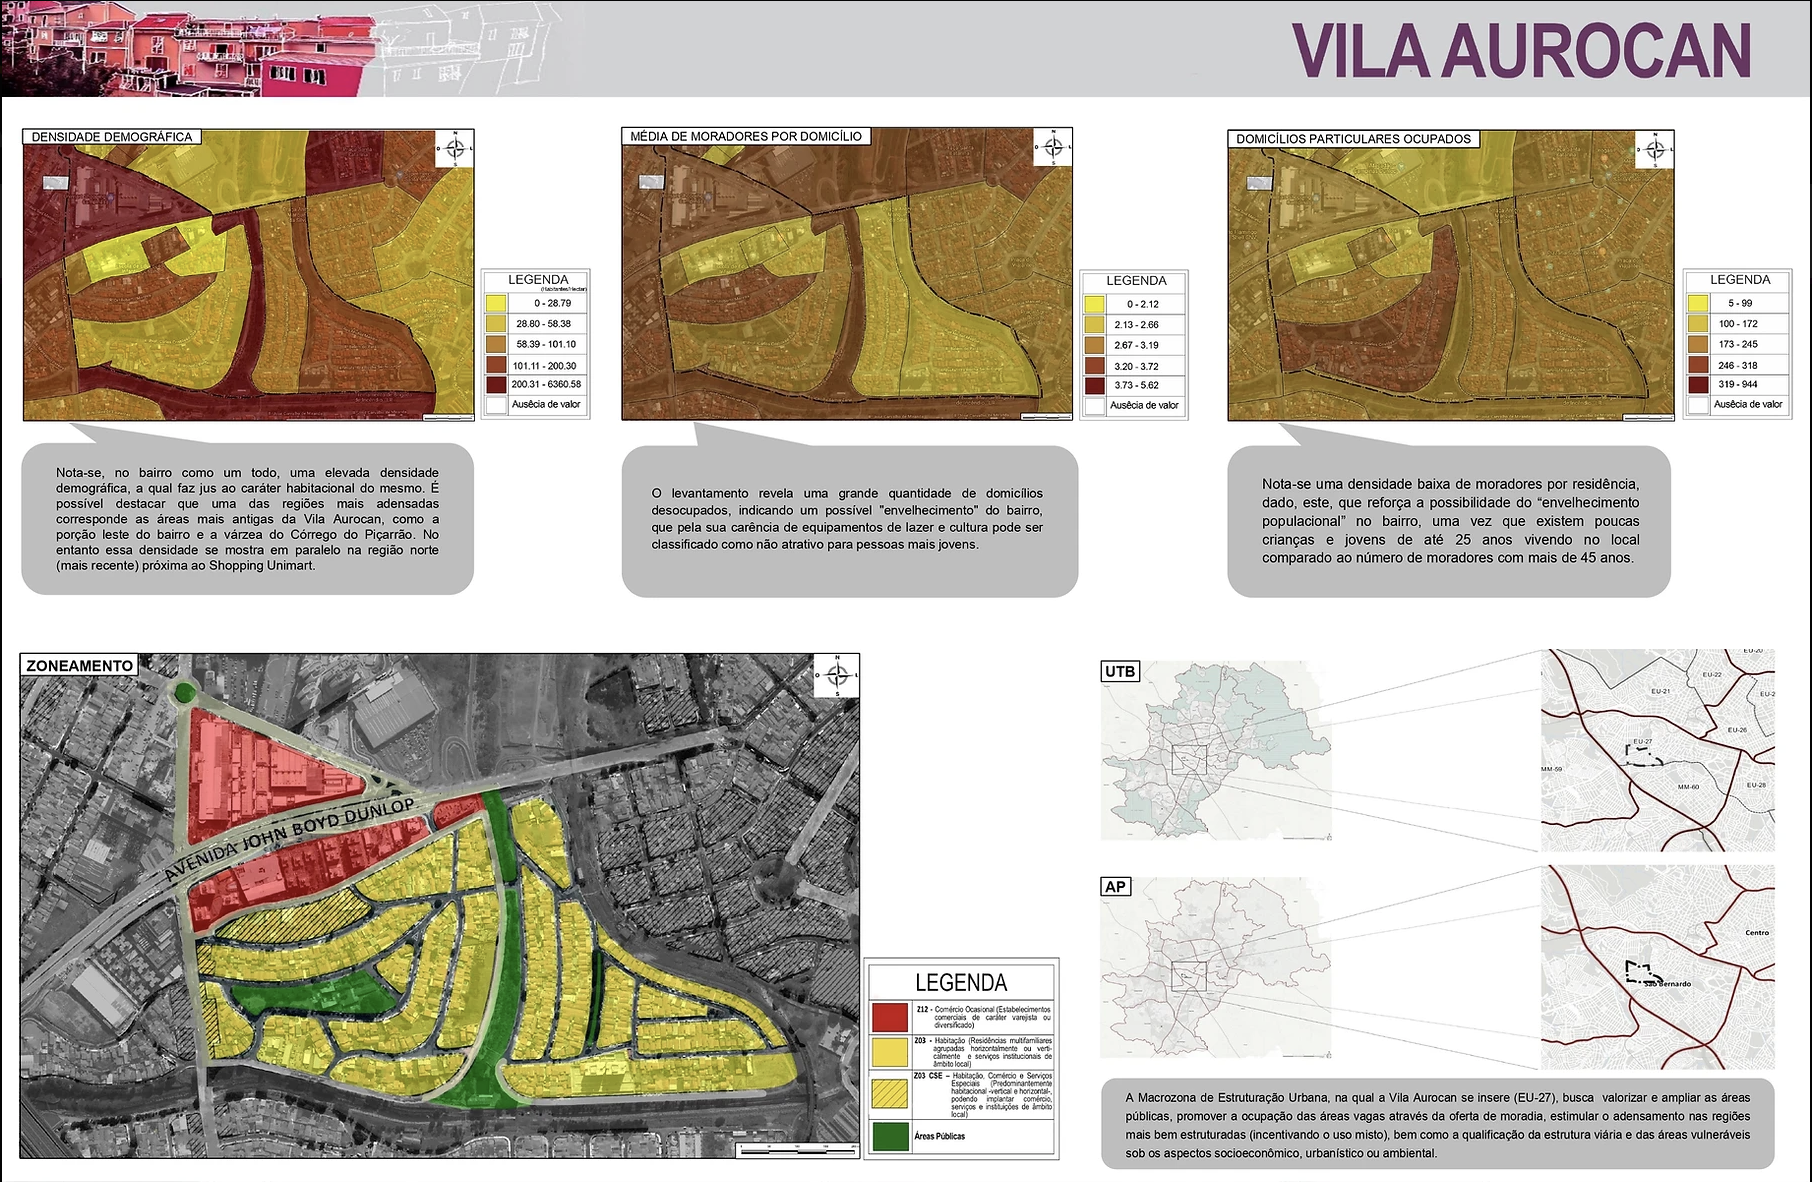 VILA AUROCAN
DENSIDADE DEMOGRÁFICA
LEGENDA
(Habitantes/Hectar)
0 - 28.79
28.80 - 58.38
58.39 - 101.10
101.11 - 200.30
200.31 - 6360.58
Ausêcia de valor
MÉDIA DE MORADORES POR DOMICÍLIO
LEGENDA
0 - 2.12
2.13 - 2.66
2.67 - 3.19
3.20 - 3.72
3.73 - 5.62
Ausêcia de valor
DOMICÍLIOS PARTICULARES OCUPADOS
LEGENDA
5 - 99
100 - 172
173 - 245
246 - 318
319 - 944
Ausêcia de valor
Nota-se, no bairro como um todo, uma elevada densidade
demográfica, a qual faz jus ao caráter habitacional do mesmo. É
possível destacar que uma das regiões mais adensadas
corresponde as áreas mais antigas da Vila Aurocan, como a
porção leste do bairro e a várzea do Córrego do Piçarrão. No
entanto essa densidade se mostra em paralelo na região norte
(mais recente) próxima ao Shopping Unimart.
O levantamento revela uma grande quantidade de domicílios
desocupados, indicando um possível "envelhecimento" do bairro,
que pela sua carência de equipamentos de lazer e cultura pode ser
classificado como não atrativo para pessoas mais jovens.
Nota-se uma densidade baixa de moradores por residência,
dado, este, que reforça a possibilidade do “envelhecimento
populacional” no bairro, uma vez que existem poucas
crianças e jovens de até 25 anos vivendo no local
comparado ao número de moradores com mais de 45 anos.
ZONEAMENTO
N
O
L
S
AVENIDA JOHN BOYD DUNLOP
LEGENDA
Z12 - Comércio Ocasional (Estabelecimentos
comerciais de caráter varejista ou
diversificado)
Z03 - Habitação (Residências multifamiliares
agrupadas horizontalmente ou verti-
calmente e serviços institucionais de
âmbito local)
Z03 CSE – Habitação, Comércio e Serviços
Especiais (Predominantemente
habitacional -vertical e horizontal-,
podendo implantar comércio,
serviços e instituições de âmbito
local)
Áreas Públicas
UTB
EU-20
EU-22
EU-21
EU-26
EU-27
MM-59
MM-60
EU-28
AP
Centro
São Bernardo
A Macrozona de Estruturação Urbana, na qual a Vila Aurocan se insere (EU-27), busca valorizar e ampliar as áreas
públicas, promover a ocupação das áreas vagas através da oferta de moradia, estimular o adensamento nas regiões
mais bem estruturadas (incentivando o uso misto), bem como a qualificação da estrutura viária e das áreas vulneráveis
sob os aspectos socioeconômico, urbanístico ou ambiental.